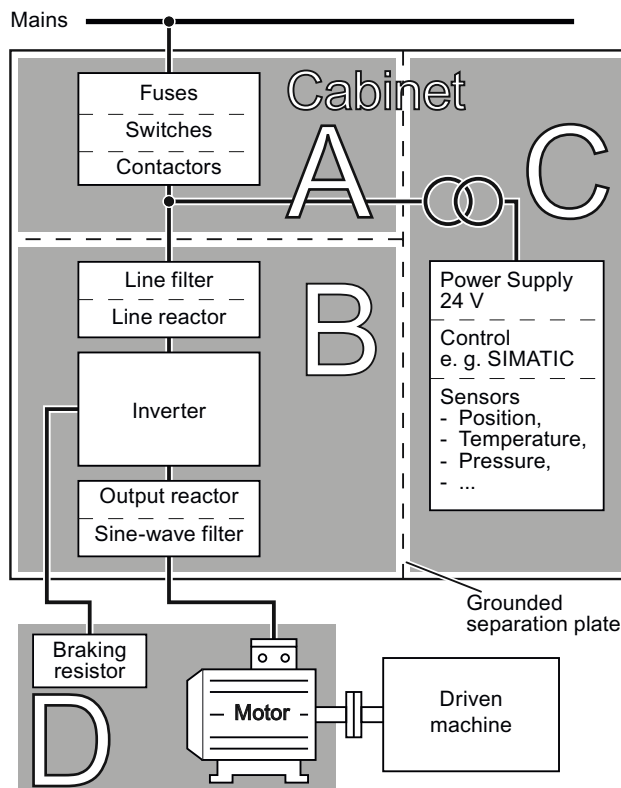 Mains
Cabinet
Fuses
Switches
Contactors
A
C
Line filter
Line reactor
B
Power Supply
24 V
Control
e. g. SIMATIC
Sensors
- Position,
- Temperature,
- Pressure,
- ...
Inverter
Output reactor
Sine-wave filter
Grounded
separation plate
Braking
resistor
D
Motor
Driven
machine